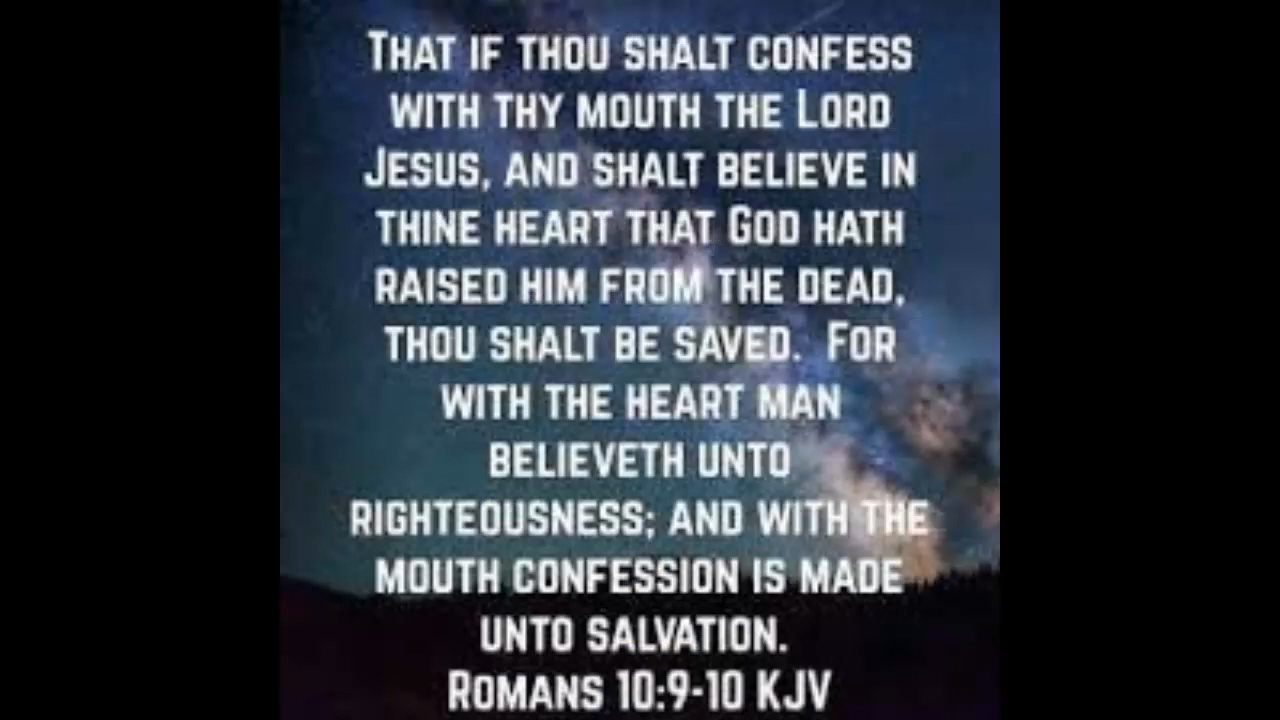 That if thou shalt confess
with thy mouth the Lord
Jesus, and shalt believe in
thine heart that God hath
raised him from the dead,
thou shalt be saved.  For
with the heart man
believeth unto
righteousness; and with the
mouth confession is made
unto salvation.
Romans 10:9-10 KJV